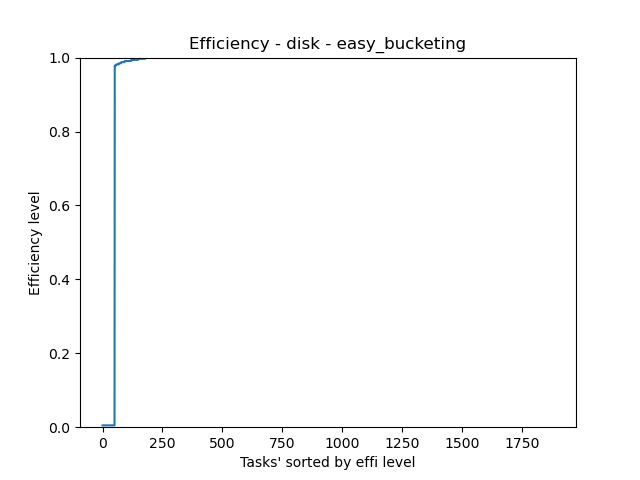 Efficiency - disk - easy_bucketing
1.0
0.8
0.6
0.4
0.2
0.0
Efficiency level
0 250 500 750 1000 1250 1500 1750
Tasks' sorted by effi level